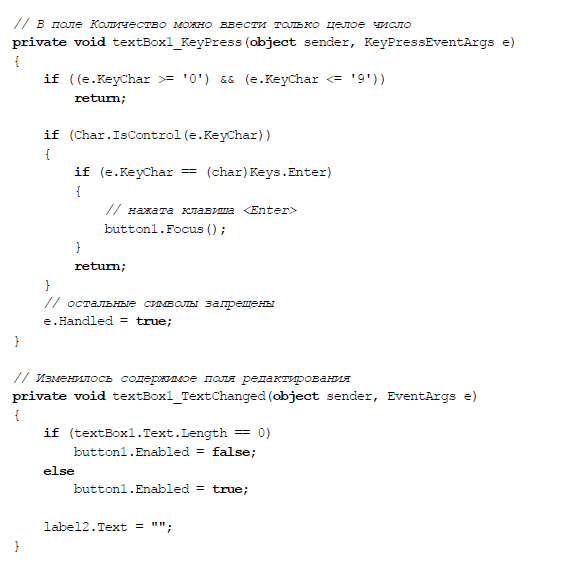 // В поле Количество можно ввести только целое число
private void textBox1_KeyPress(object sender, KeyPressEventArgs e)
{
if ((e.KeyChar >= '0') && (e.KeyChar <= '9'))
return;
if (Char.IsControl(e.KeyChar))
{
if (e.KeyChar == (char)Keys.Enter)
{
// нажата клавиша <Enter>
button1.Focus();
}
return;
}
// остальные символы запрещены
e.Handled = true;
}
// Изменилось содержимое поля редактирования
private void textBox1_TextChanged(object sender, EventArgs e)
{
if (textBox1.Text.Length == 0)
button1.Enabled = false;
else
button1.Enabled = true;
label2.Text = "";
}